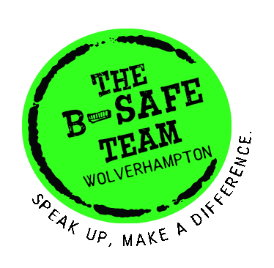 THE
B-SAFE
TEAM
WOLVERHAMPTON
SPEAK UP, MAKE A DIFFERENCE.